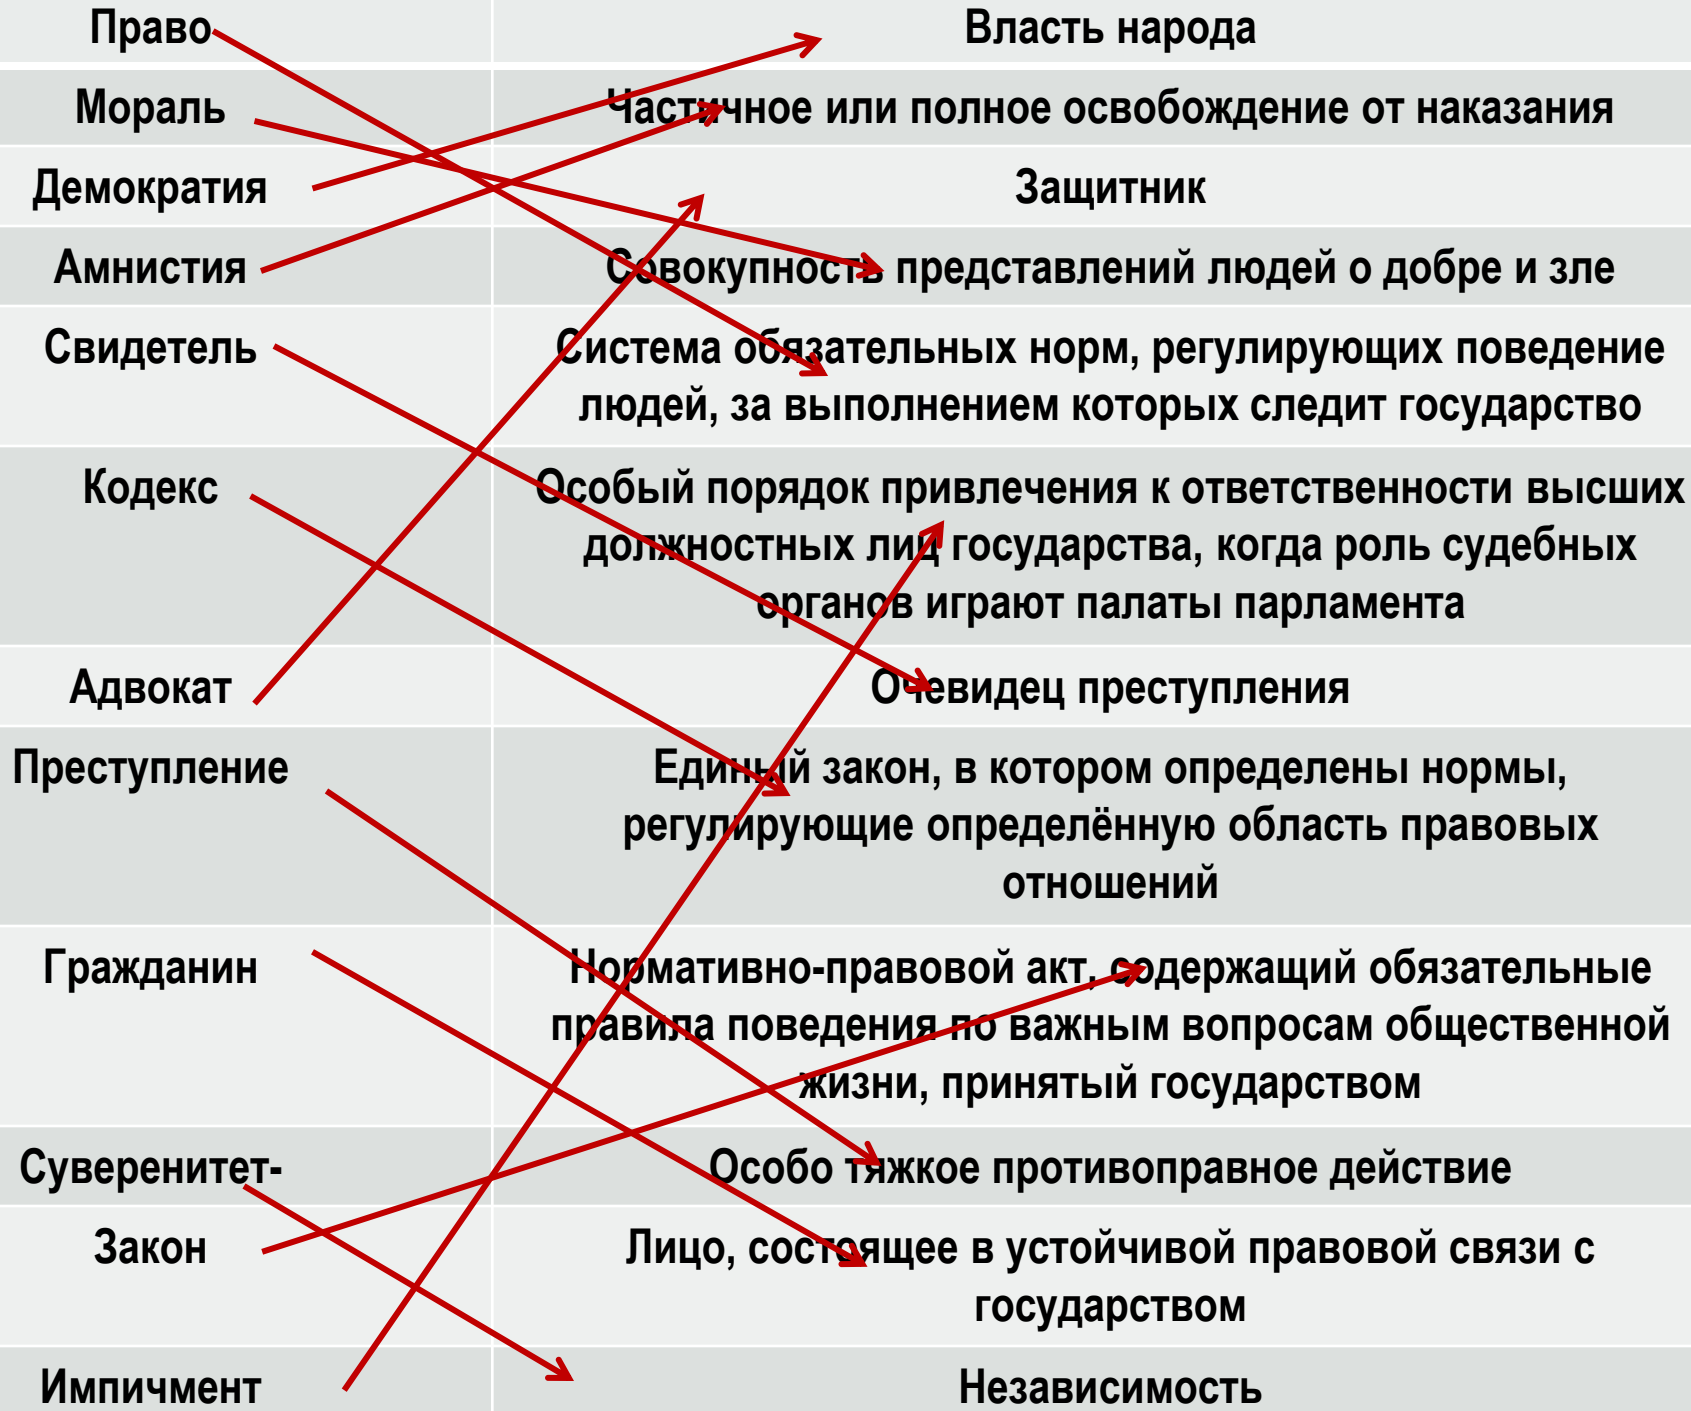 Право
Власть народа
Мораль
Частичное или полное освобождение от наказания
Демократия
Защитник
Амнистия
Совокупность представлений людей о добре и зле
Свидетель
Система обязательных норм, регулирующих поведение
людей, за выполнением которых следит государство
Кодекс
Особый порядок привлечения к ответственности высших
должностных лиц государства, когда роль судебных
органов играют палаты парламента
Адвокат
Очевидец преступления
Преступление
Единый закон, в котором определены нормы,
регулирующие определённую область правовых
отношений
Гражданин
Нормативно-правовой акт, содержащий обязательные
правила поведения по важным вопросам общественной
жизни, принятый государством
Суверенитет-
Особо тяжкое противоправное действие
Закон
Лицо, состоящее в устойчивой правовой связи с
государством
Импичмент
Независимость